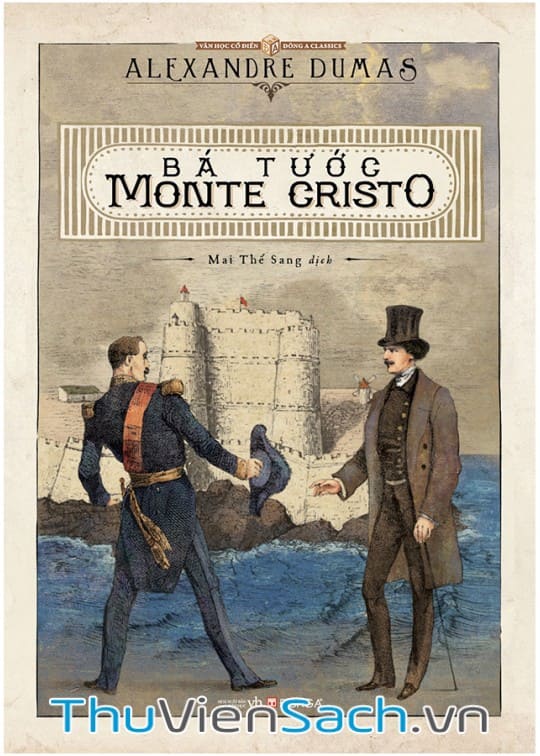 VĂN HỌC CỔ ĐIỂN ĐÔNG A CLASSICS
ALEXANDRE DUMAS
BÁ TƯỚC
MONTE CRISTO
Mai Thế Sang dịch
ThuVienSach.vn